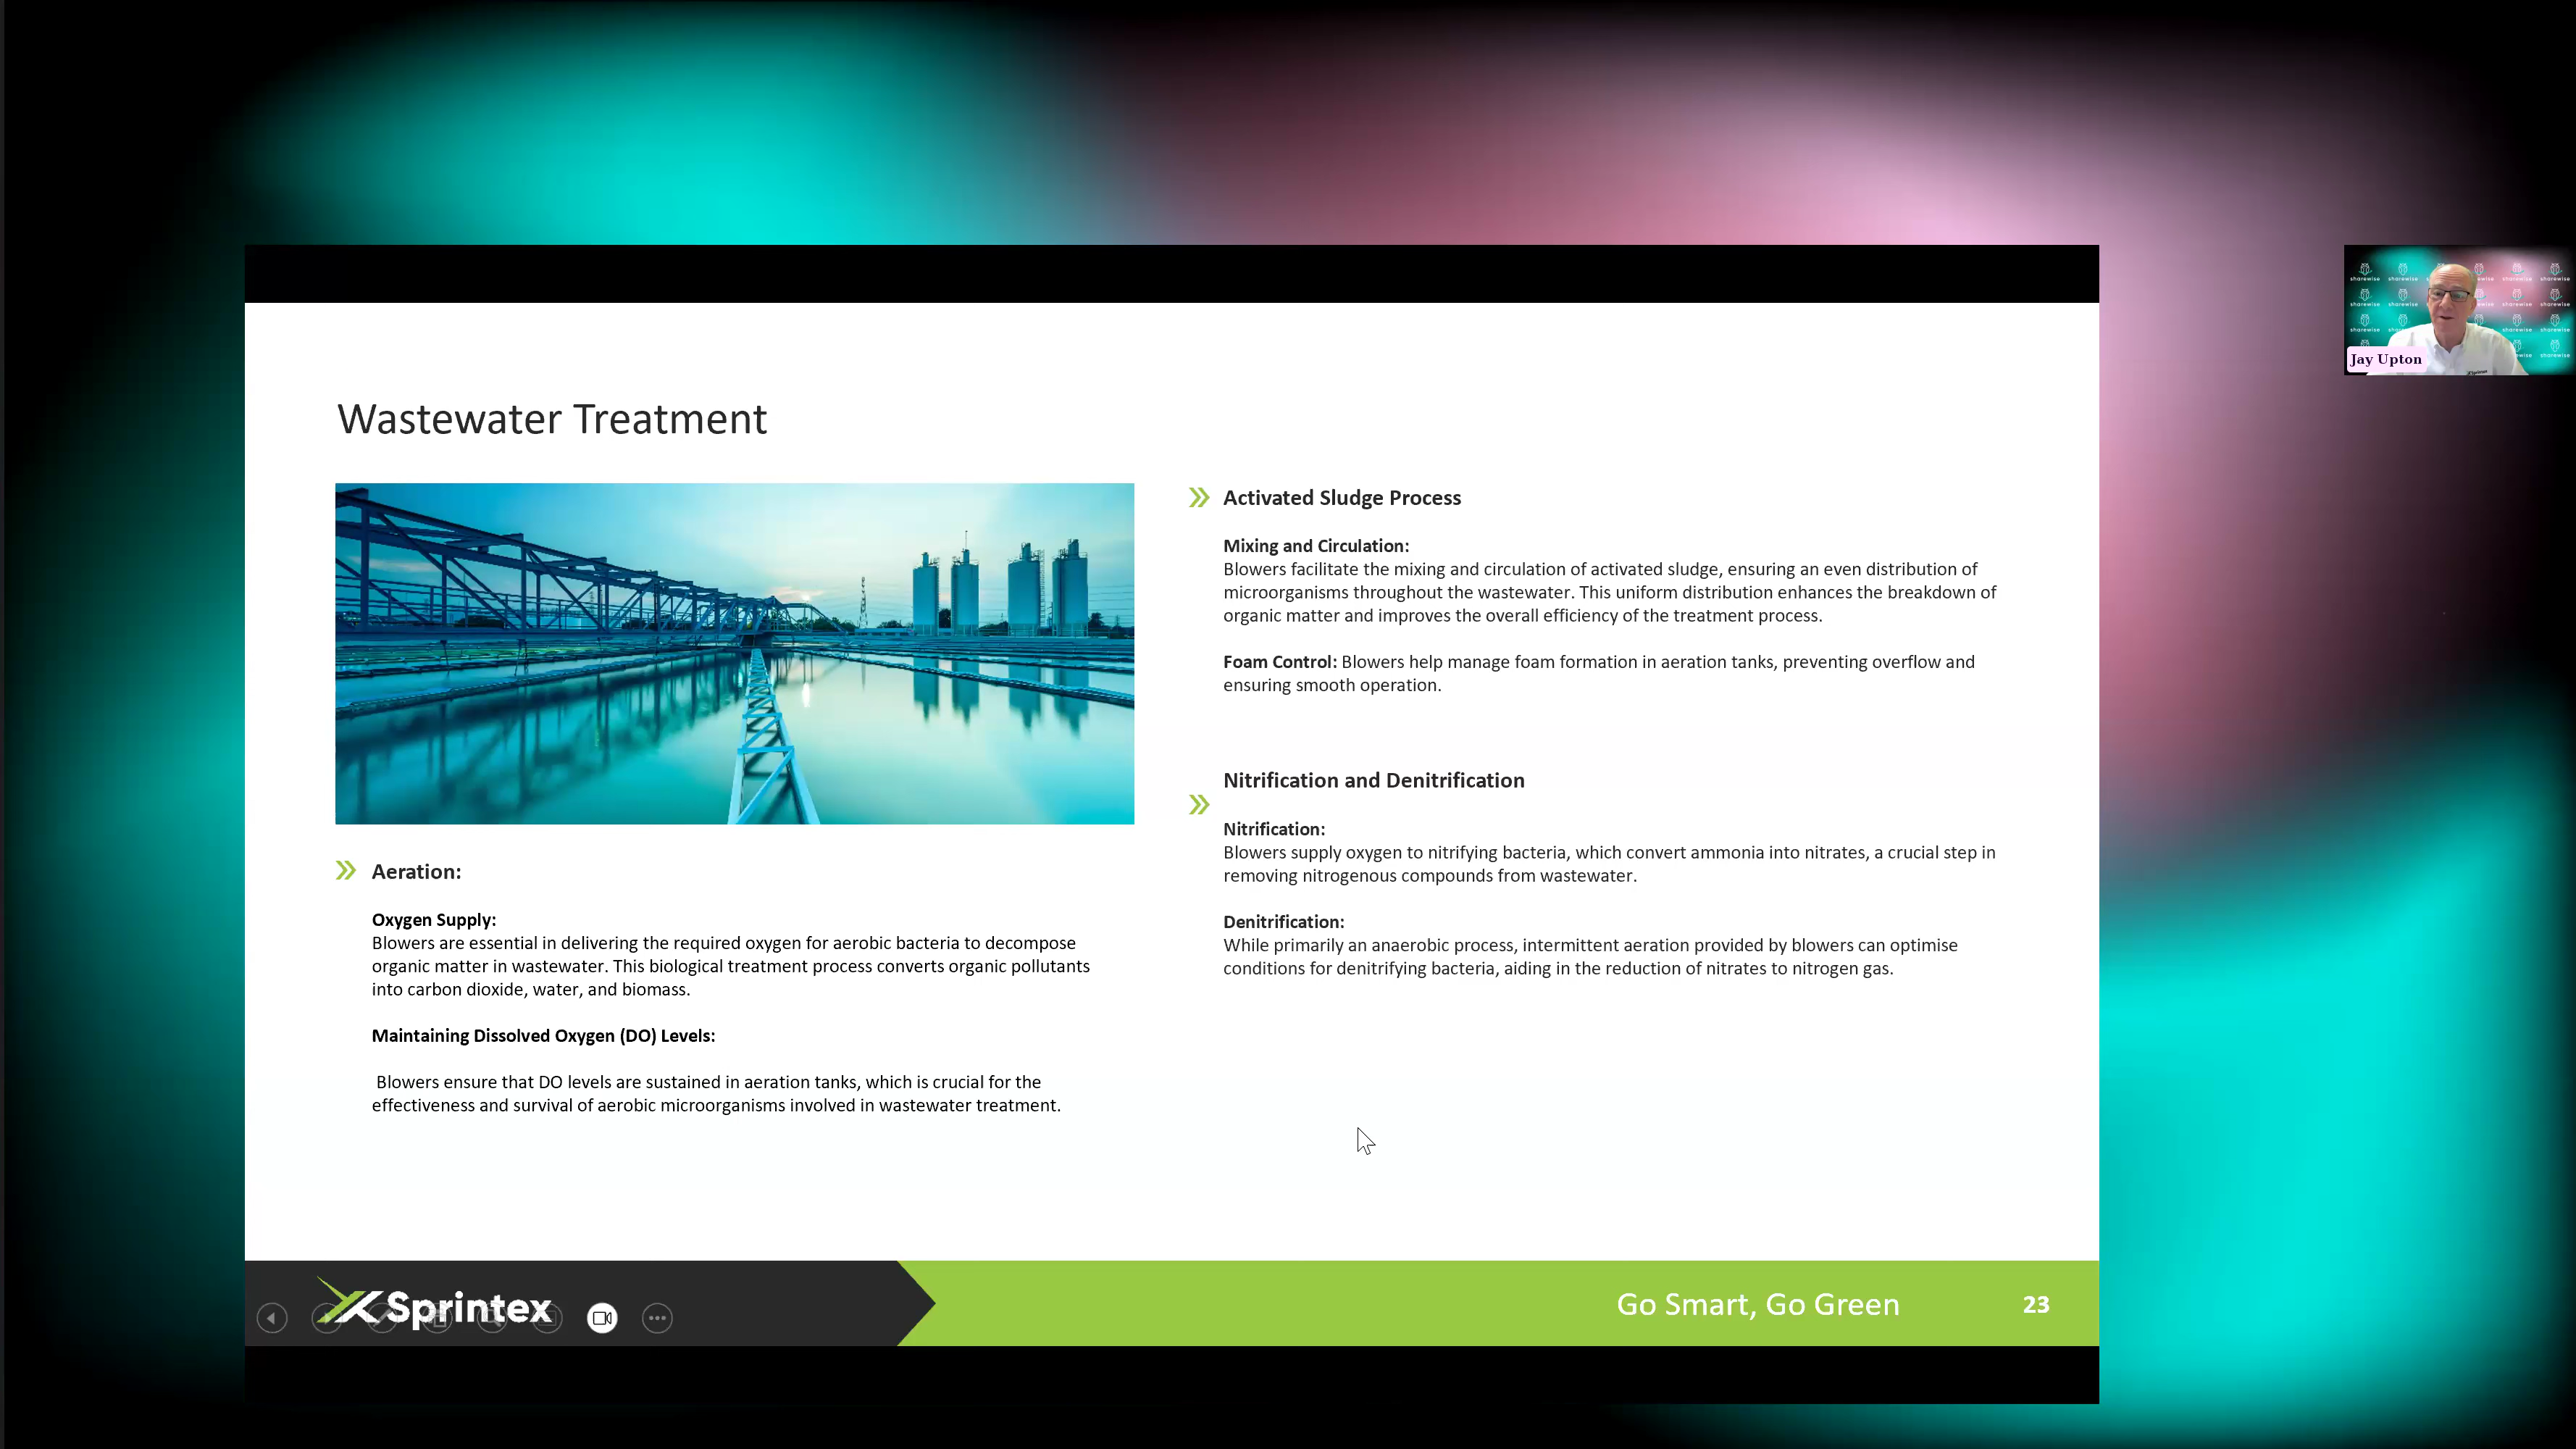 Wastewater Treatment
Aeration:
Oxygen Supply:
Blowers are essential in delivering the required oxygen for aerobic bacteria to decompose
organic matter in wastewater. This biological treatment process converts organic pollutants
into carbon dioxide, water, and biomass.
Maintaining Dissolved Oxygen (DO) Levels:
Blowers ensure that DO levels are sustained in aeration tanks, which is crucial for the
effectiveness and survival of aerobic microorganisms involved in wastewater treatment.
Activated Sludge Process
Mixing and Circulation:
Blowers facilitate the mixing and circulation of activated sludge, ensuring an even distribution of
microorganisms throughout the wastewater. This uniform distribution enhances the breakdown of
organic matter and improves the overall efficiency of the treatment process.
Foam Control: Blowers help manage foam formation in aeration tanks, preventing overflow and
ensuring smooth operation.
Nitrification and Denitrification
Nitrification:
Blowers supply oxygen to nitrifying bacteria, which convert ammonia into nitrates, a crucial step in
removing nitrogenous compounds from wastewater.
Denitrification:
While primarily an anaerobic process, intermittent aeration provided by blowers can optimise
conditions for denitrifying bacteria, aiding in the reduction of nitrates to nitrogen gas.
Sprintex
Go Smart, Go Green
23
sharewise
Jay Upton